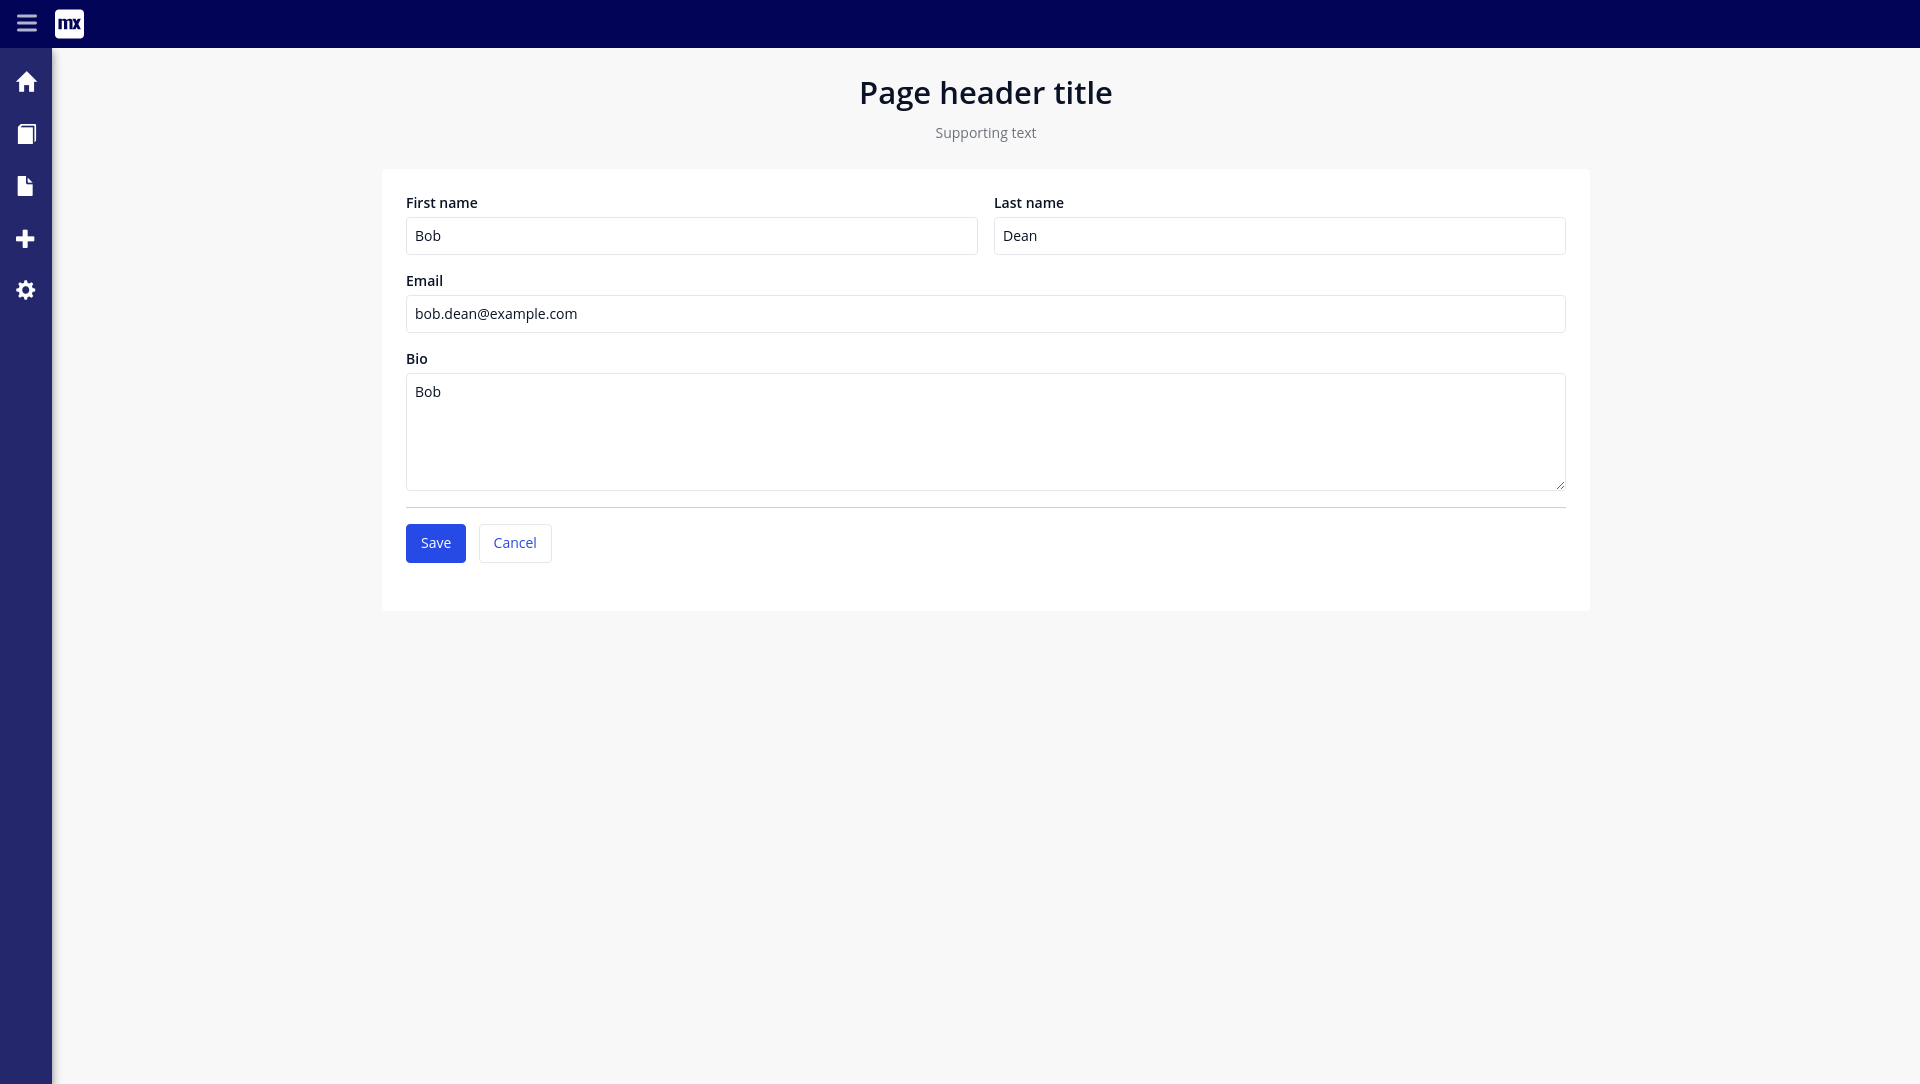 mx
Page header title
Supporting text
First name
Last name
Bob
Dean
Email
bob.dean@example.com
Bio
Bob
Save
Cancel